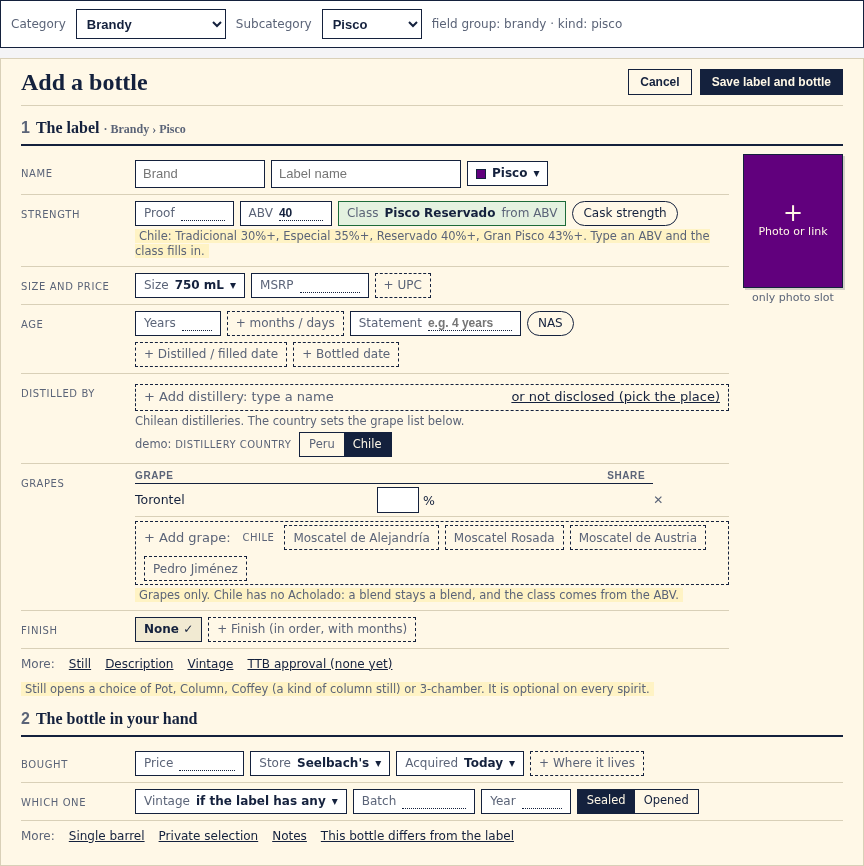 Category Brandy Subcategory Pisco field group: brandy · kind: pisco
Add a bottle Cancel Save label and bottle
1 The label · Brandy › Pisco
NAME Brand Label name Pisco ▾
STRENGTH Proof ABV 40 Class Pisco Reservado from ABV Cask strength
Chile: Tradicional 30%+, Especial 35%+, Reservado 40%+, Gran Pisco 43%+. Type an ABV and the
class fills in.
+
Photo or link
only photo slot
SIZE AND PRICE Size 750 mL ▾ MSRP + UPC
AGE Years + months / days Statement e.g. 4 years NAS
+ Distilled / filled date + Bottled date
DISTILLED BY + Add distillery: type a name or not disclosed (pick the place)
Chilean distilleries. The country sets the grape list below.
demo: DISTILLERY COUNTRY Peru Chile
GRAPES GRAPE SHARE
Torontel % ✕
+ Add grape: CHILE Moscatel de Alejandría Moscatel Rosada Moscatel de Austria
Pedro Jiménez
Grapes only. Chile has no Acholado: a blend stays a blend, and the class comes from the ABV.
FINISH None ✓ + Finish (in order, with months)
More: Still Description Vintage TTB approval (none yet)
Still opens a choice of Pot, Column, Coffey (a kind of column still) or 3-chamber. It is optional on every spirit.
2 The bottle in your hand
BOUGHT Price Store Seelbach's ▾ Acquired Today ▾ + Where it lives
WHICH ONE Vintage if the label has any ▾ Batch Year Sealed Opened
More: Single barrel Private selection Notes This bottle differs from the label